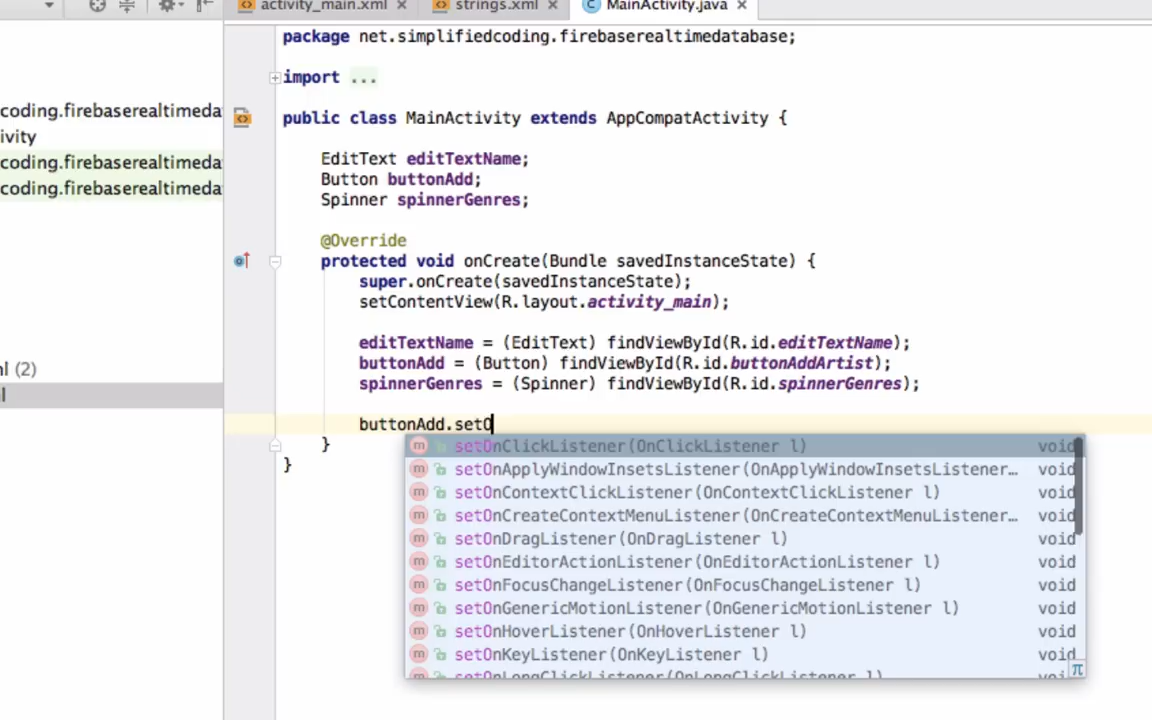 activity_main.xml strings.xml MainActivity.java
package net.simplifiedcoding.firebaserealtimedatabase;
import ...
coding.firebaserealtimeda
public class MainActivity extends AppCompatActivity {
ivity
EditText editTextName;
coding.firebaserealtimeda
Button buttonAdd;
coding.firebaserealtimeda
Spinner spinnerGenres;
@Override
protected void onCreate(Bundle savedInstanceState) {
super.onCreate(savedInstanceState);
setContentView(R.layout.activity_main);
editTextName = (EditText) findViewById(R.id.editTextName);
buttonAdd = (Button) findViewById(R.id.buttonAddArtist);
l (2)
spinnerGenres = (Spinner) findViewById(R.id.spinnerGenres);
l
buttonAdd.setO
}
setOnClickListener(OnClickListener l) void
}
setOnApplyWindowInsetsListener(OnApplyWindowInsetsListener... void
setOnContextClickListener(OnContextClickListener l) void
setOnCreateContextMenuListener(OnCreateContextMenuListener... void
setOnDragListener(OnDragListener l) void
setOnEditorActionListener(OnEditorActionListener l) void
setOnFocusChangeListener(OnFocusChangeListener l) void
setOnGenericMotionListener(OnGenericMotionListener l) void
setOnHoverListener(OnHoverListener l) void
setOnKeyListener(OnKeyListener l) void
setOnLongClickListener(OnLongClickListener l) void